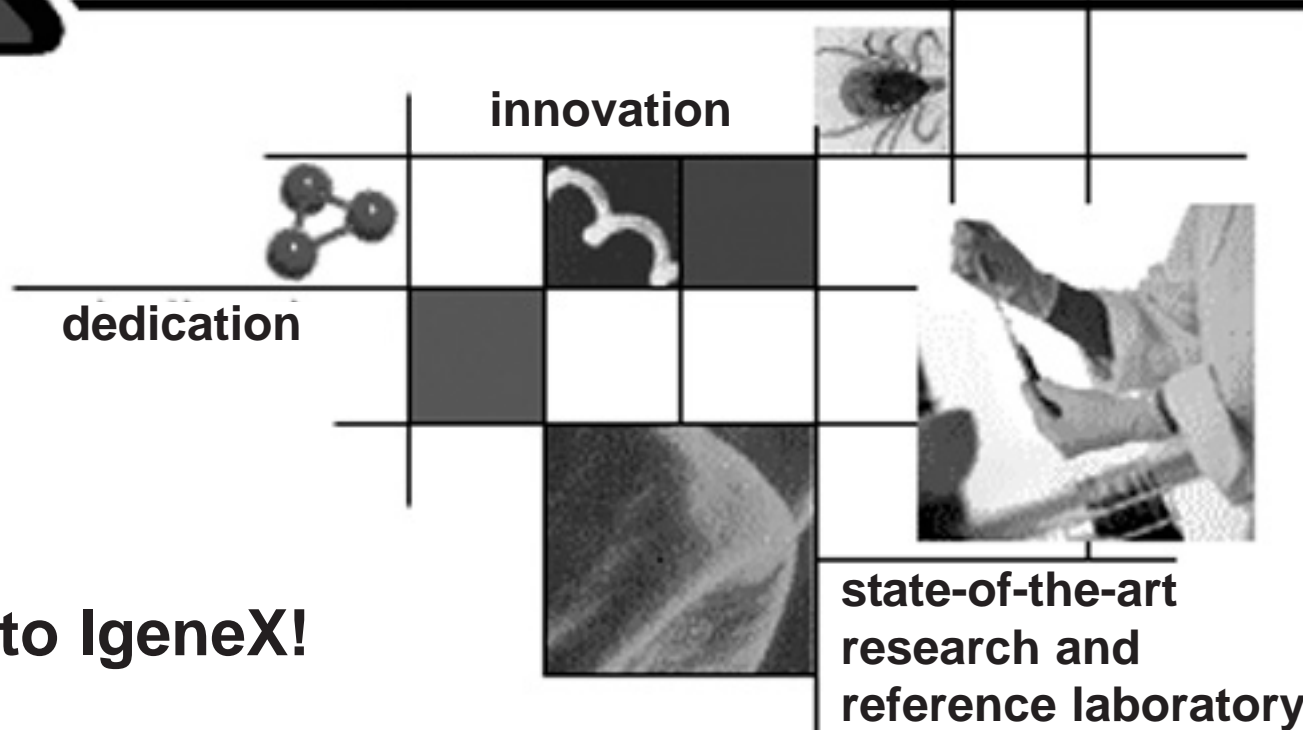 innovation
dedication
to IgeneX!
state-of-the-art
research and
reference laboratory